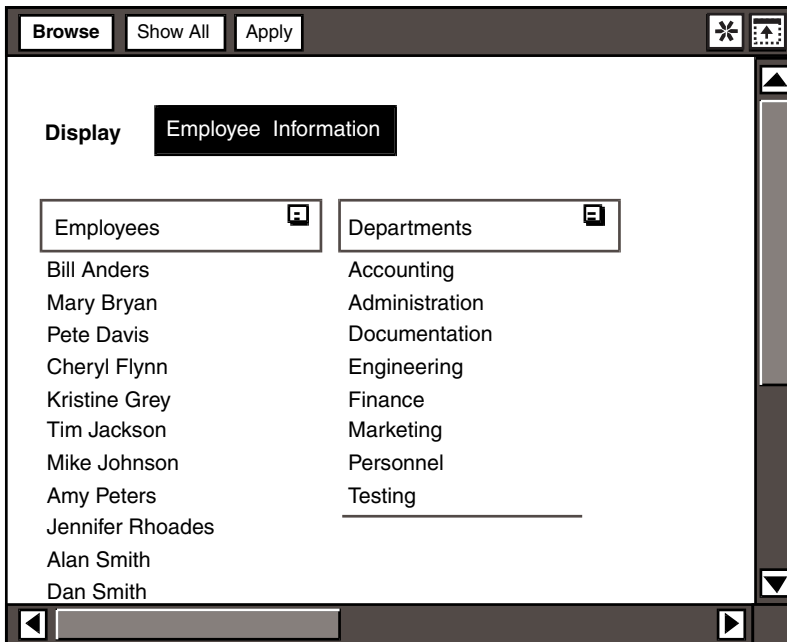 Browse Show All Apply
Display Employee Information
Employees Departments
Bill Anders Accounting
Mary Bryan Administration
Pete Davis Documentation
Cheryl Flynn Engineering
Kristine Grey Finance
Tim Jackson Marketing
Mike Johnson Personnel
Amy Peters Testing
Jennifer Rhoades
Alan Smith
Dan Smith